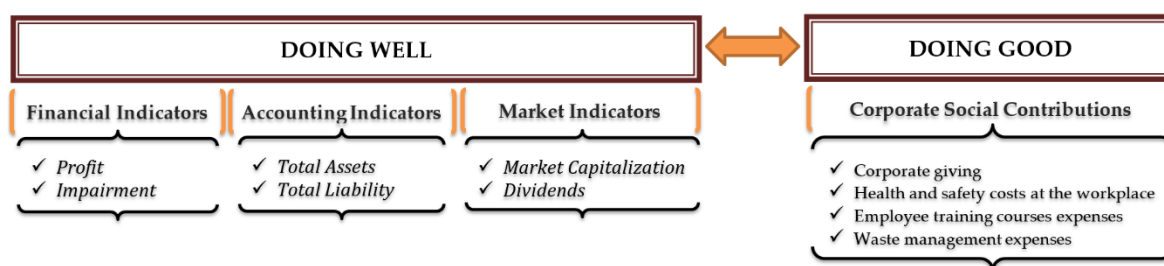 DOING WELL
DOING GOOD
Financial Indicators
✓ Profit
✓ Impairment
Accounting Indicators
✓ Total Assets
✓ Total Liability
Market Indicators
✓ Market Capitalization
✓ Dividends
Corporate Social Contributions
✓ Corporate giving
✓ Health and safety costs at the workplace
✓ Employee training courses expenses
✓ Waste management expenses